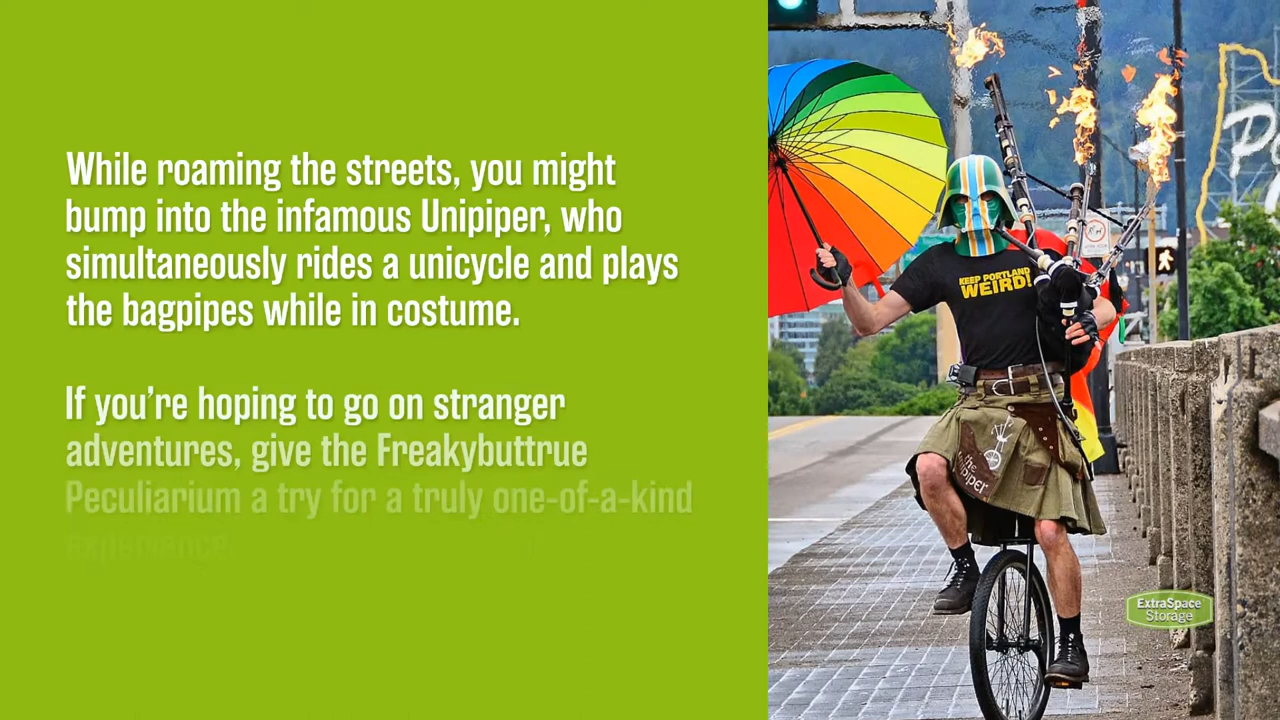 While roaming the streets, you might
bump into the infamous Unipiper, who
simultaneously rides a unicycle and plays
the bagpipes while in costume.
If you're hoping to go on stranger
adventures, give the Freakybuttrue
Peculiarium a try for a truly one-of-a-kind
experience.
KEEP PORTLAND
WEIRD!
the
unipiper
ExtraSpace
Storage